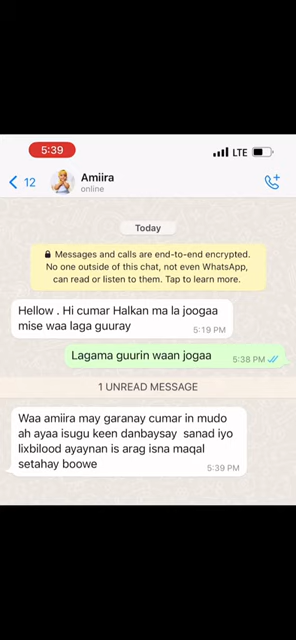 5:39
LTE
12
Amiira
online
Today
Messages and calls are end-to-end encrypted.
No one outside of this chat, not even WhatsApp,
can read or listen to them. Tap to learn more.
Hellow . Hi cumar Halkan ma la joogaa
mise waa laga guuray
5:19 PM
Lagama guurin waan jogaa
5:38 PM
1 UNREAD MESSAGE
Waa amiira may garanay cumar in mudo
ah ayaa isugu keen danbaysay sanad iyo
lixbilood ayaynan is arag isna maqal
setahay boowe
5:39 PM